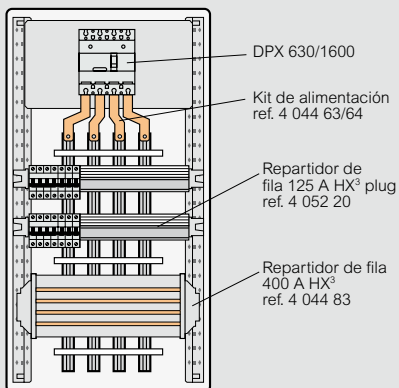 DPX 630/1600
Kit de alimentación
ref. 4 044 63/64
Repartidor de
fila 125 A HX³ plug
ref. 4 052 20
Repartidor de fila
400 A HX³
ref. 4 044 83